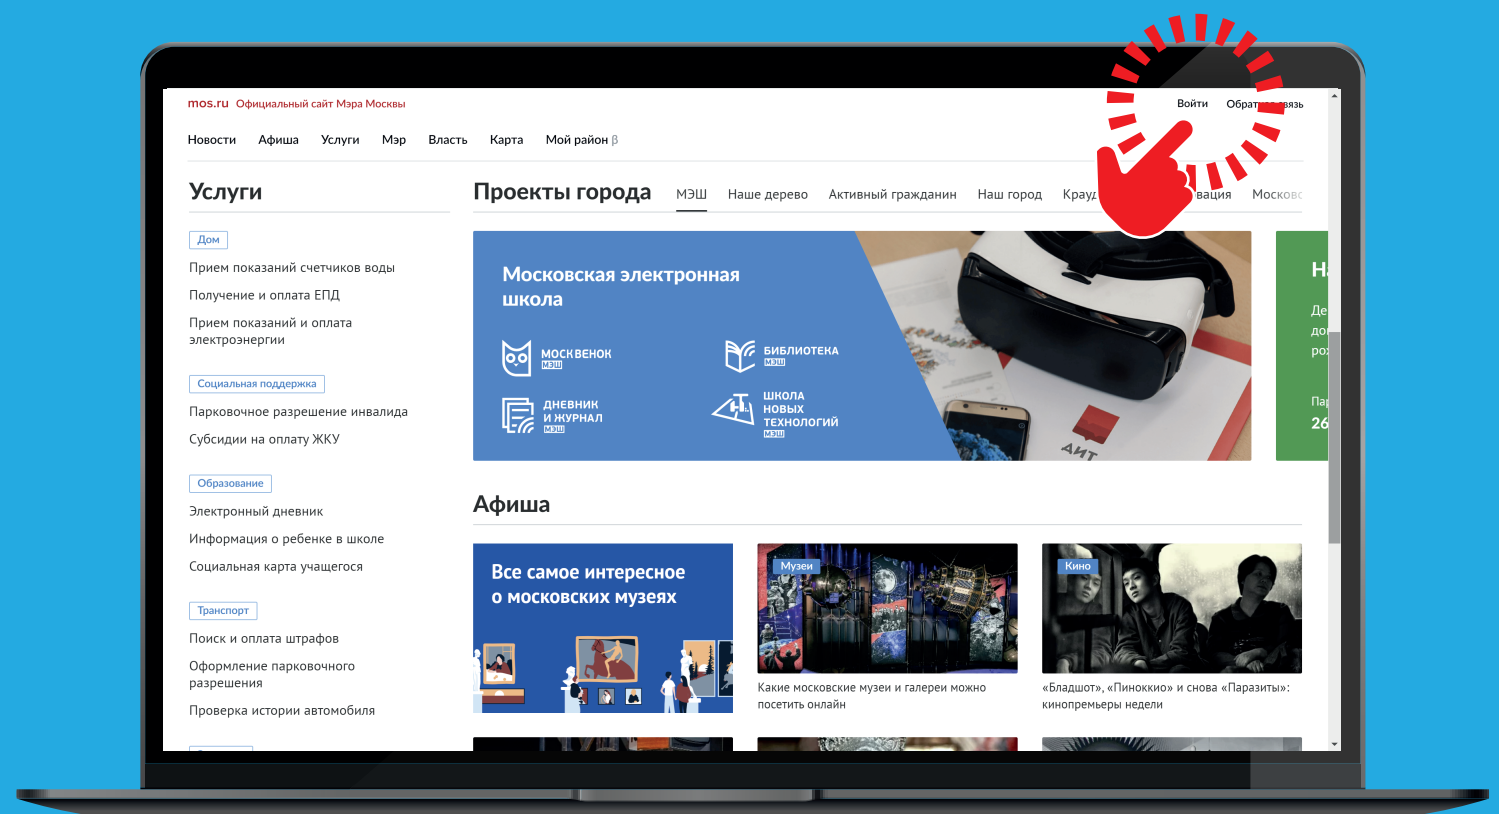 mos.ru Официальный сайт Мэра Москвы
Войти
Новости Афиша Услуги Мэр Власть Карта Мой район β
Услуги
Дом
Прием показаний счетчиков воды
Получение и оплата ЕПД
Прием показаний и оплата
электроэнергии
Социальная поддержка
Парковочное разрешение инвалида
Субсидии на оплату ЖКУ
Образование
Электронный дневник
Информация о ребенке в школе
Социальная карта учащегося
Транспорт
Поиск и оплата штрафов
Оформление парковочного
разрешения
Проверка истории автомобиля
Проекты города МЭШ Наше дерево Активный гражданин Наш город
Московская электронная
школа
МОСКВЕНОК
МЭШ
БИБЛИОТЕКА
МЭШ
ДНЕВНИК
И ЖУРНАЛ
МЭШ
ШКОЛА
НОВЫХ
ТЕХНОЛОГИЙ
МЭШ
ДИТ
26
Афиша
Все самое интересное
о московских музеях
Музеи
Какие московские музеи и галереи можно
посетить онлайн
Кино
«Бладшот», «Пиноккио» и снова «Паразиты»:
кинопремьеры недели